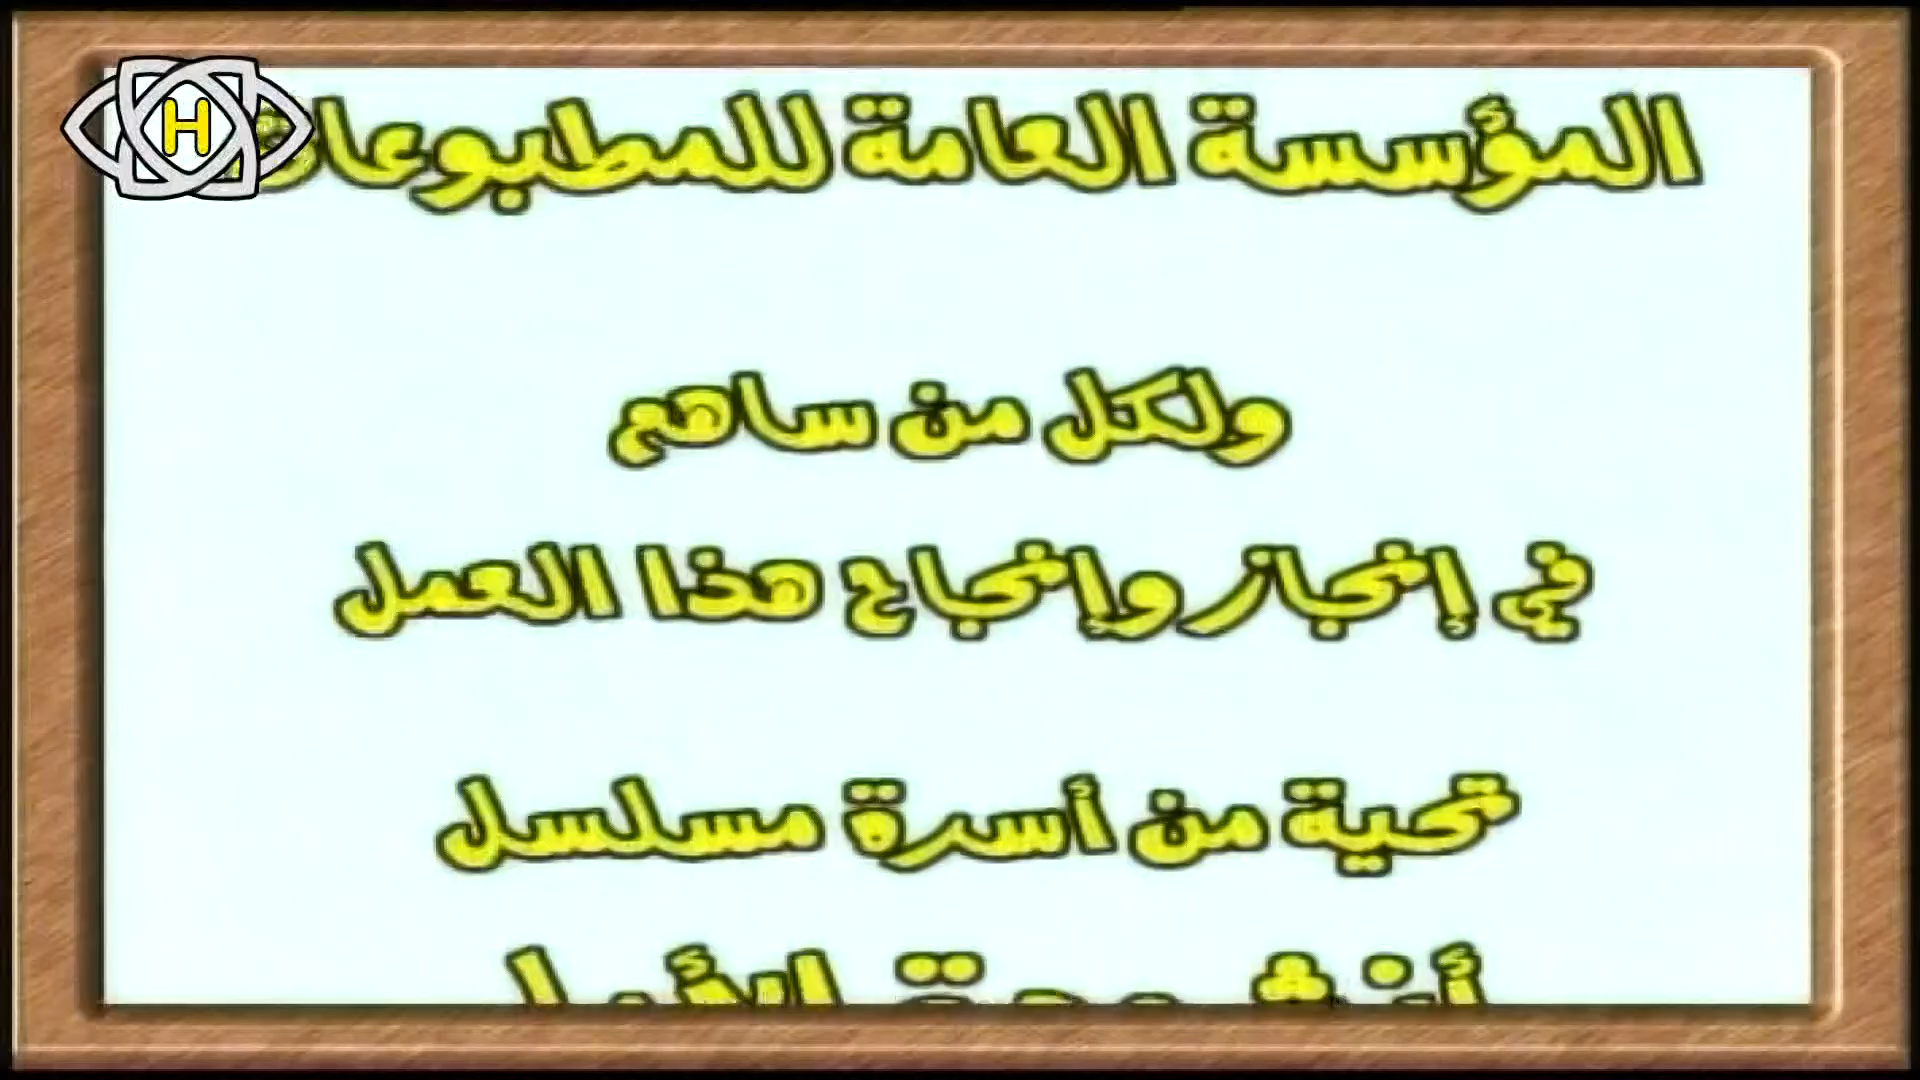 المؤسسة العامة للمطبوعات
H
ولكل من ساهم
في إنجاز وإنجاح هذا العمل
تحية من أسرة مسلسل